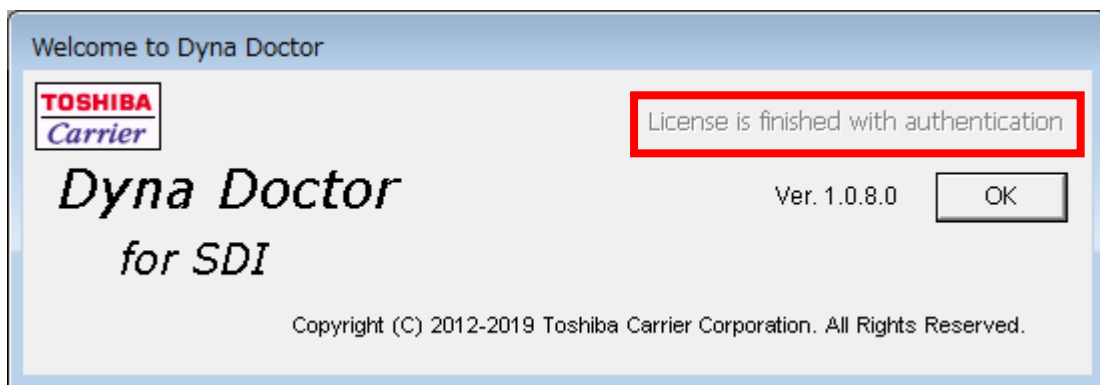 Welcome to Dyna Doctor
TOSHIBA
Carrier
License is finished with authentication
Dyna Doctor
Ver. 1.0.8.0
OK
for SDI
Copyright (C) 2012-2019 Toshiba Carrier Corporation. All Rights Reserved.